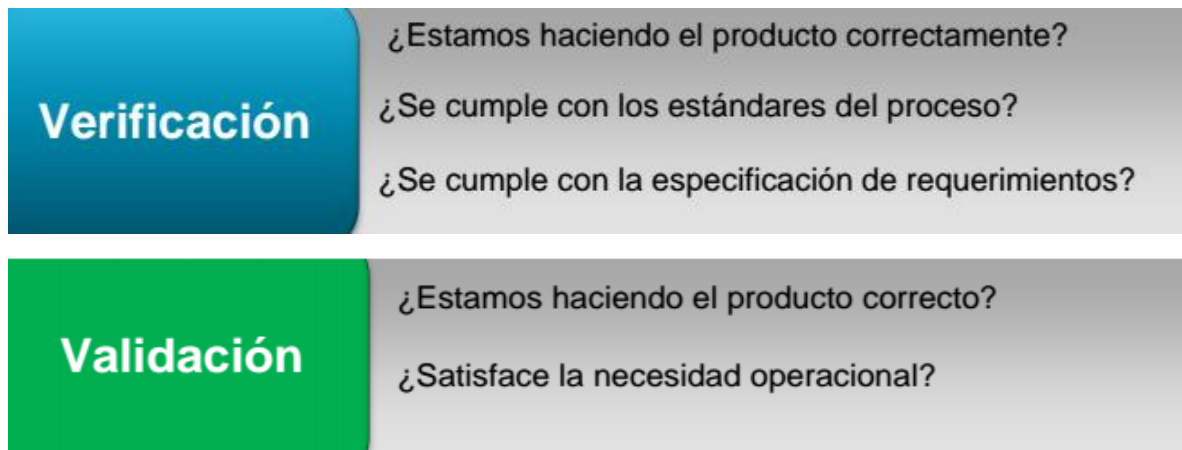 Verificación
¿Estamos haciendo el producto correctamente?
¿Se cumple con los estándares del proceso?
¿Se cumple con la especificación de requerimientos?
Validación
¿Estamos haciendo el producto correcto?
¿Satisface la necesidad operacional?